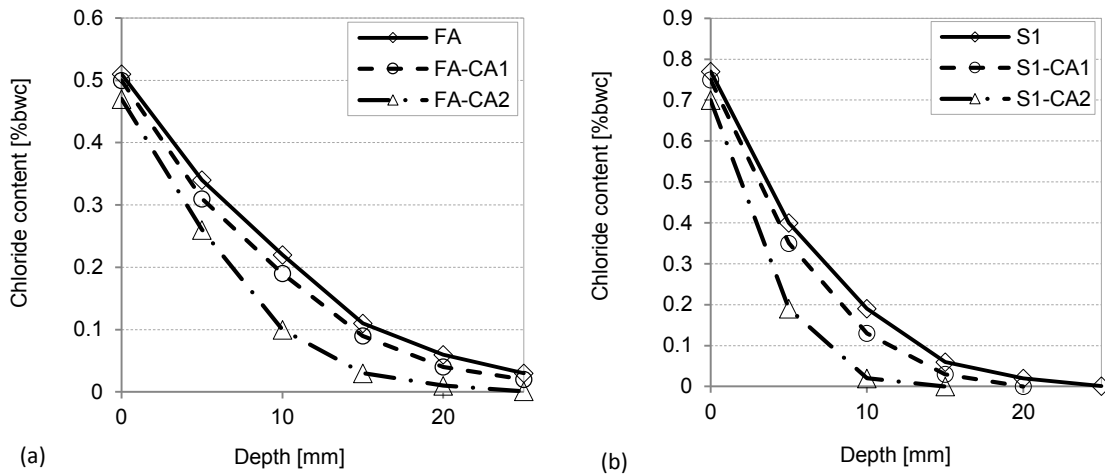 0.6
0.5
0.4
0.3
0.2
0.1
0
Chloride content [%bwc]
FA
FA-CA1
FA-CA2
0 10 20
Depth [mm]
(a)
0.9
0.8
0.7
0.6
0.5
0.4
0.3
0.2
0.1
0
Chloride content [%bwc]
S1
S1-CA1
S1-CA2
0 10 20
Depth [mm]
(b)